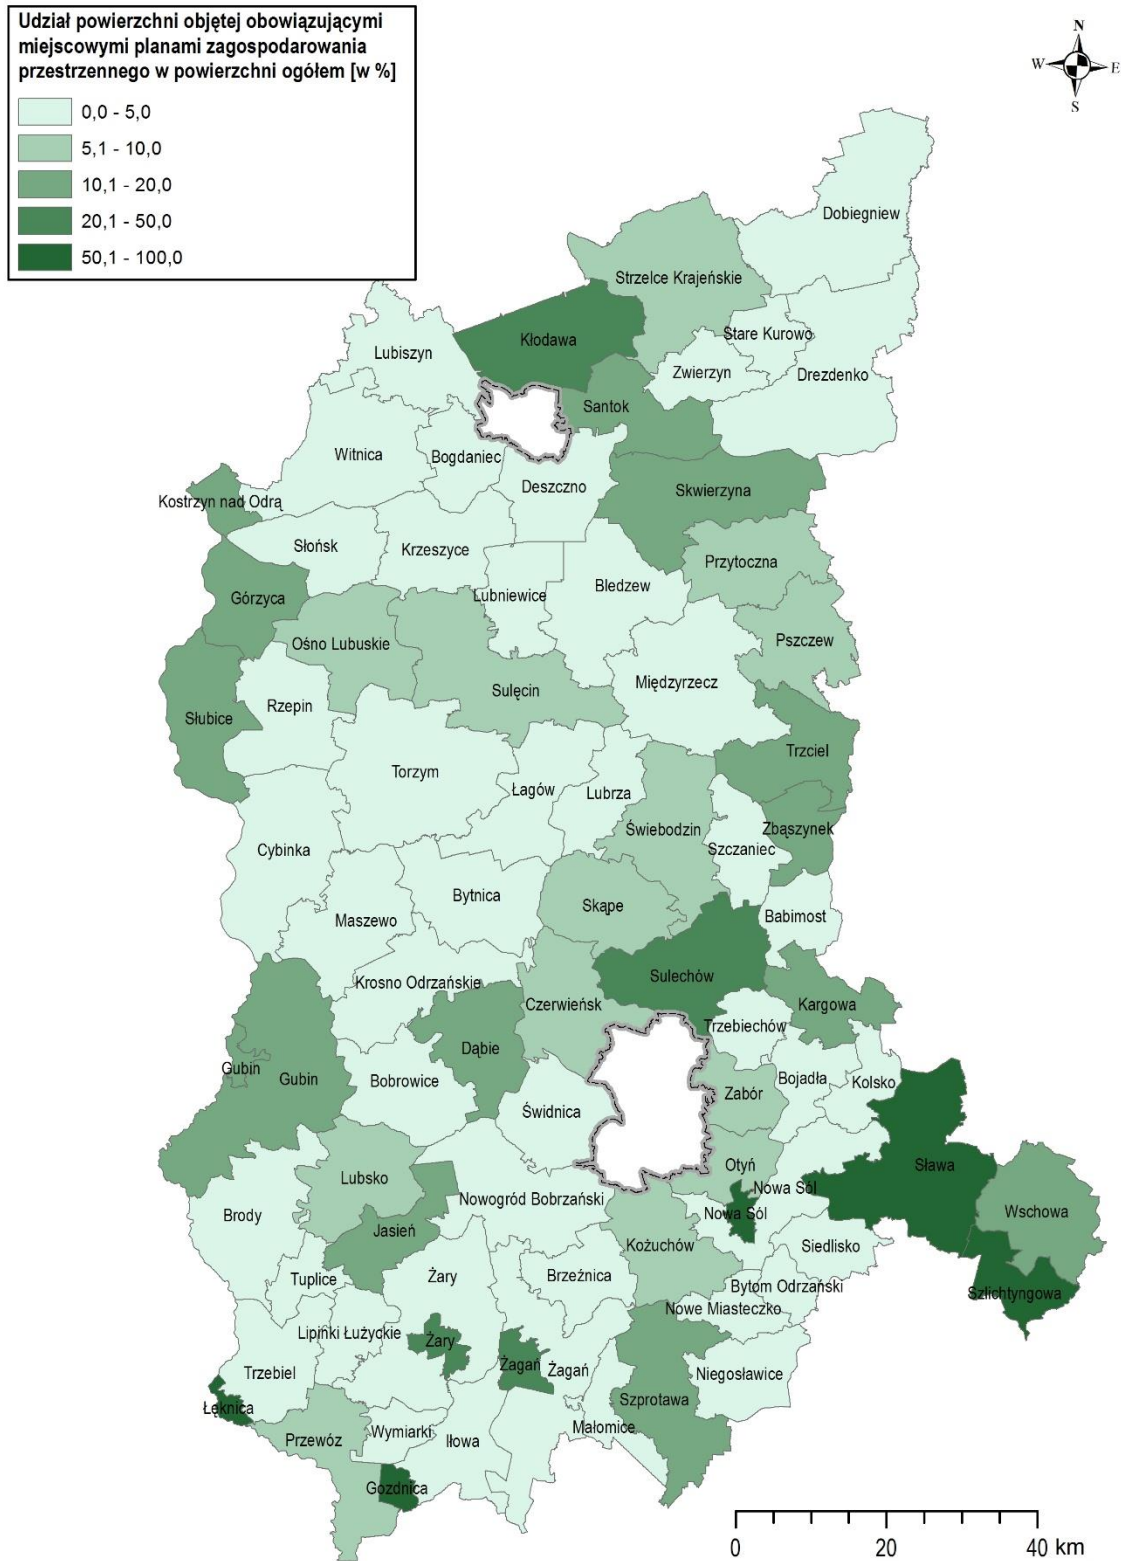 Udział powierzchni objętej obowiązującymi
miejscowymi planami zagospodarowania
przestrzennego w powierzchni ogółem [w %]
0,0 - 5,0
5,1 - 10,0
10,1 - 20,0
20,1 - 50,0
50,1 - 100,0
N
W
E
S
Dobiegniew
Strzelce Krajeńskie
Stare Kurowo
Kłodawa
Lubiszyn
Zwierzyn
Drezdenko
Santok
Witnica
Bogdaniec
Deszczno
Skwierzyna
Kostrzyn nad Odrą
Słońsk
Krzeszyce
Przytoczna
Lubniewice
Bledzew
Górzyca
Ośno Lubuskie
Pszczew
Międzyrzecz
Sulęcin
Rzepin
Słubice
Trzciel
Torzym
Łagów
Lubrza
Świebodzin
Zbąszynek
Szczaniec
Cybinka
Bytnica
Skąpe
Babimost
Maszewo
Krosno Odrzańskie
Sulechów
Czerwieńsk
Kargowa
Trzebiechów
Dąbie
Gubin
Gubin
Bobrowice
Bojadła
Kolsko
Zabór
Świdnica
Otyń
Sława
Lubsko
Nowa Sól
Nowogród Bobrzański
Nowa Sól
Wschowa
Brody
Jasień
Kożuchów
Siedlisko
Tuplice
Żary
Brzeźnica
Bytom Odrzański
Szlichtyngowa
Nowe Miasteczko
Lipinki Łużyckie
Żary
Żagań
Żagań
Trzebiel
Niegosławice
Szprotawa
Łęknica
Małomice
Przewóz
Wymiarki
Iłowa
Gozdnica
0
20
40 km